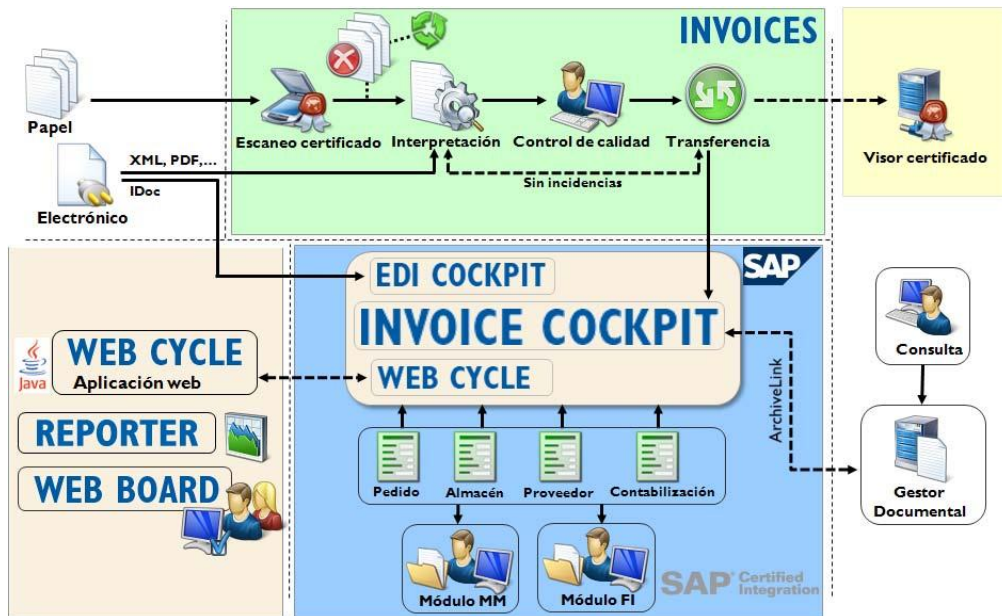 INVOICES
Papel
Escaneo certificado
Interpretación
Control de calidad
Transferencia
Visor certificado
XML, PDF,...
IDoc
Electrónico
Sin incidencias
SAP
EDI COCKPIT
INVOICE COCKPIT
WEB CYCLE
Java
WEB CYCLE
Aplicación web
REPORTER
WEB BOARD
ArchiveLink
Consulta
Gestor
Documental
Pedido
Almacén
Proveedor
Contabilización
Módulo MM
Módulo FI
SAP® Certified
Integration